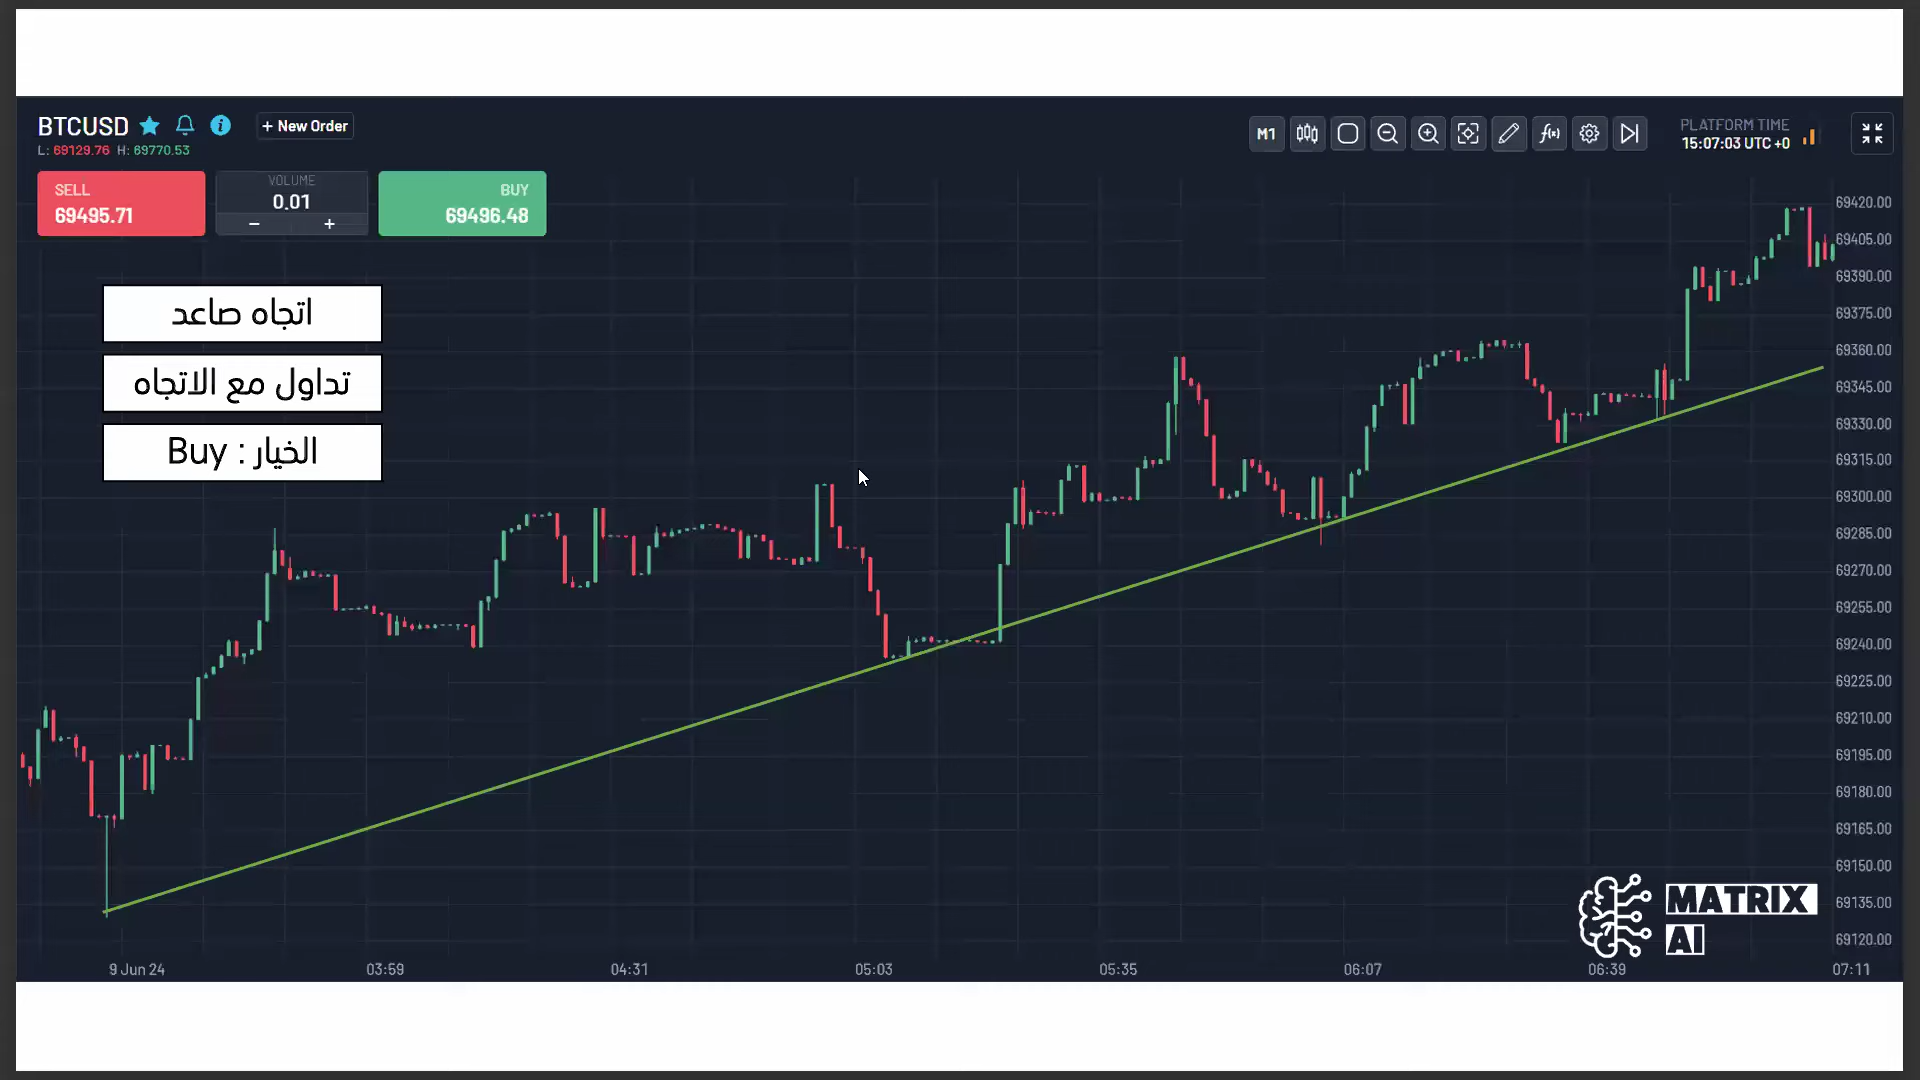 BTCUSD
+ New Order
L: 69129.76 H: 69770.53
M1
f(x)
PLATFORM TIME
15:07:03 UTC +0
SELL
69495.71
VOLUME
0.01
− +
BUY
69496.48
اتجاه صاعد
تداول مع الاتجاه
الخيار : Buy
69420.00
69405.00
69390.00
69375.00
69360.00
69345.00
69330.00
69315.00
69300.00
69285.00
69270.00
69255.00
69240.00
69225.00
69210.00
69195.00
69180.00
69165.00
69150.00
69135.00
69120.00
MATRIX
AI
9 Jun 24 03:59 04:31 05:03 05:35 06:07 06:39 07:11